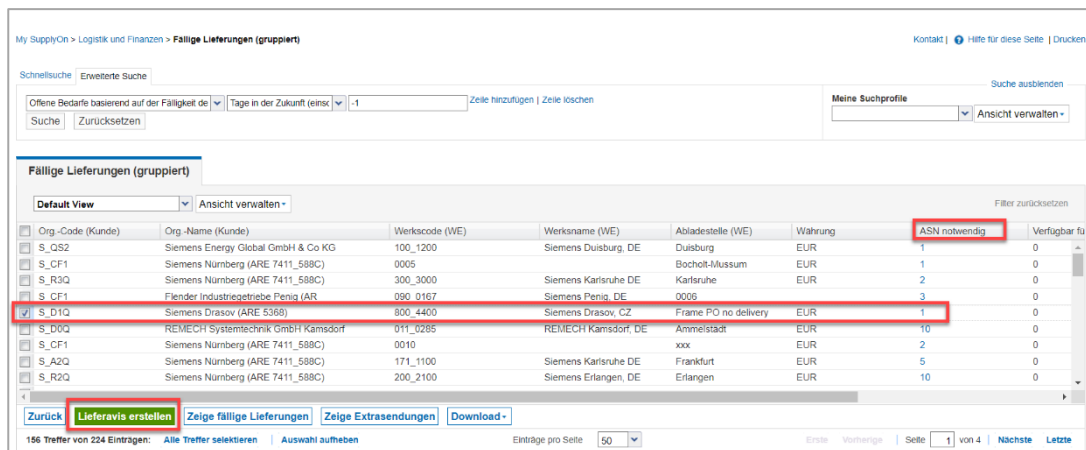 My SupplyOn > Logistik und Finanzen > Fällige Lieferungen (gruppiert) Kontakt | Hilfe für diese Seite | Drucken
Schnellsuche Erweiterte Suche Suche ausblenden
Offene Bedarfe basierend auf der Fälligkeit de Tage in der Zukunft (einsc -1 Zeile hinzufügen | Zeile löschen Meine Suchprofile
Suche Zurücksetzen Ansicht verwalten
Fällige Lieferungen (gruppiert)
Default View Ansicht verwalten Filter zurücksetzen
Org.-Code (Kunde) Org.-Name (Kunde) Werkscode (WE) Werksname (WE) Abladestelle (WE) Währung ASN notwendig Verfügbar fü
S_QS2 Siemens Energy Global GmbH & Co KG 100_1200 Siemens Duisburg, DE Duisburg EUR 1 0
S_CF1 Siemens Nürnberg (ARE 7411_588C) 0005 Bocholt-Mussum EUR 1 0
S_R3Q Siemens Nürnberg (ARE 7411_588C) 300_3000 Siemens Karlsruhe DE Karlsruhe EUR 2 0
S_CF1 Flender Industriegetriebe Penig (AR 090_0167 Siemens Penig, DE 0006 3 0
S_D1Q Siemens Drasov (ARE 5368) 800_4400 Siemens Drasov, CZ Frame PO no delivery EUR 1 0
S_D0Q REMECH Systemtechnik GmbH Kamsdorf 011_0285 REMECH Kamsdorf, DE Ammelstädt EUR 10 0
S_CF1 Siemens Nürnberg (ARE 7411_588C) 0010 xxx EUR 2 0
S_A2Q Siemens Nürnberg (ARE 7411_588C) 171_1100 Siemens Karlsruhe DE Frankfurt EUR 5 0
S_R2Q Siemens Nürnberg (ARE 7411_588C) 200_2100 Siemens Erlangen, DE Erlangen EUR 10 0
Zurück Lieferavis erstellen Zeige fällige Lieferungen Zeige Extrasendungen Download
156 Treffer von 224 Einträgen: Alle Treffer selektieren | Auswahl aufheben Einträge pro Seite 50 Erste Vorherige | Seite 1 von 4 | Nächste Letzte